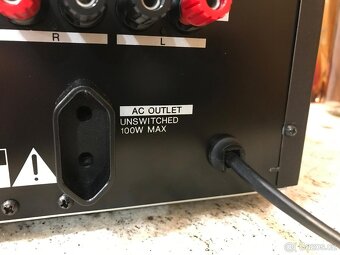 R L
AC OUTLET
UNSWITCHED
100W MAX